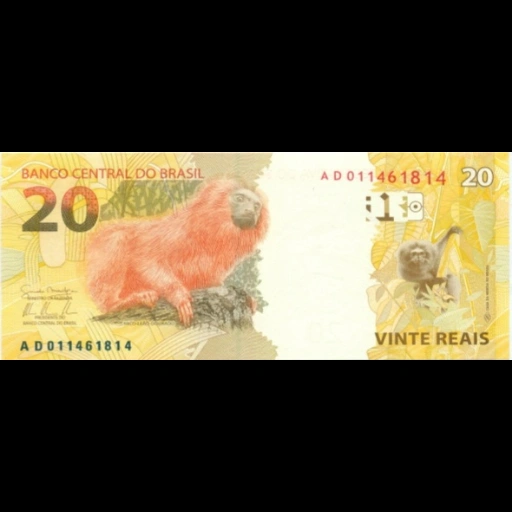 BANCO CENTRAL DO BRASIL
AD011461814
20
20
VINTE REAIS
AD011461814